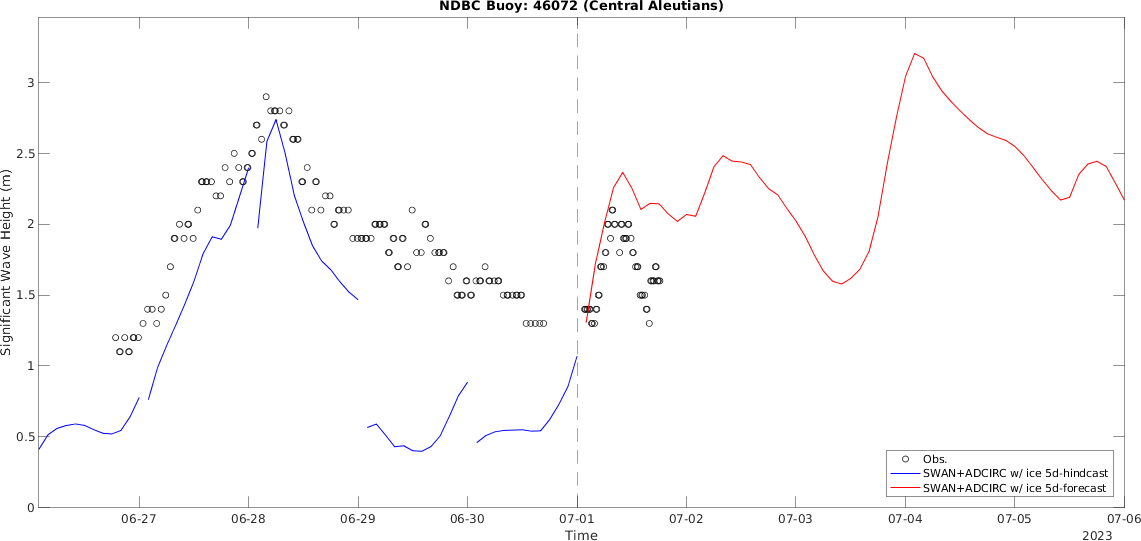 NDBC Buoy: 46072 (Central Aleutians)
Significant Wave Height (m)
3
2.5
2
1.5
1
0.5
0
Obs.
SWAN+ADCIRC w/ ice 5d-hindcast
SWAN+ADCIRC w/ ice 5d-forecast
06-27 06-28 06-29 06-30 07-01 07-02 07-03 07-04 07-05 07-06
Time
2023